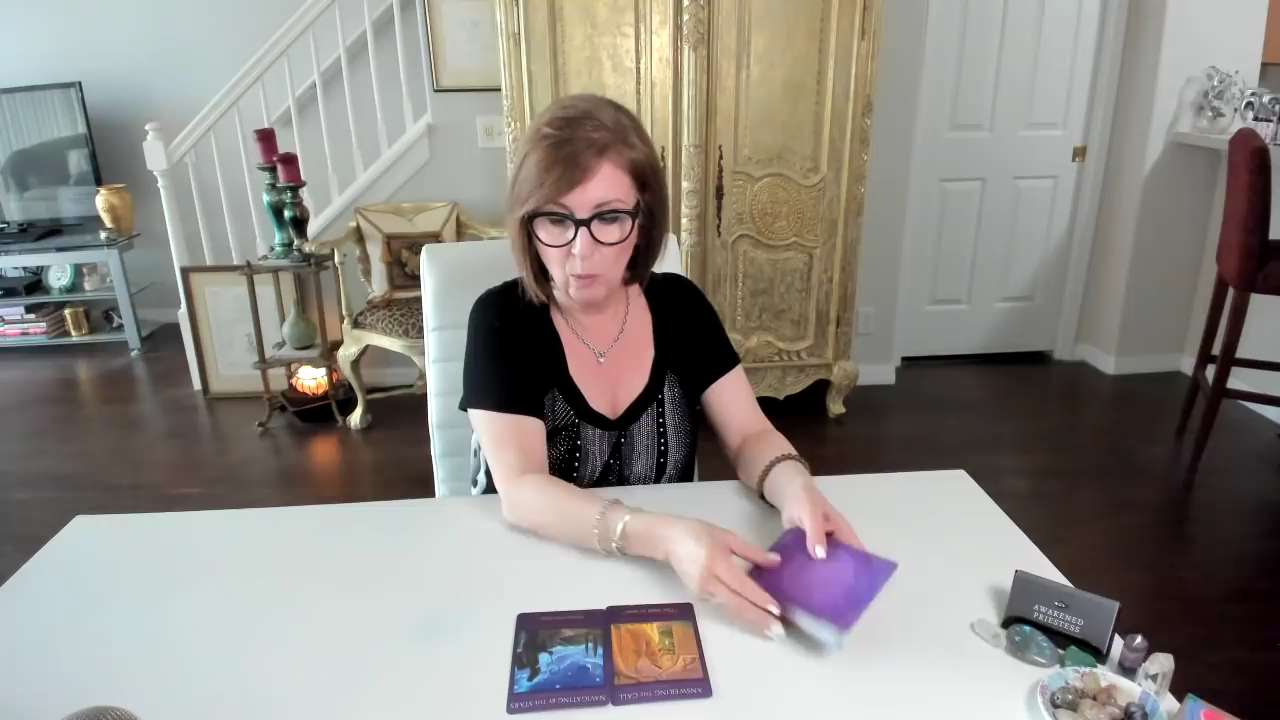 AWAKENED
PRIESTESS
NAVIGATING BY THE STARS
ANSWERING THE CALL